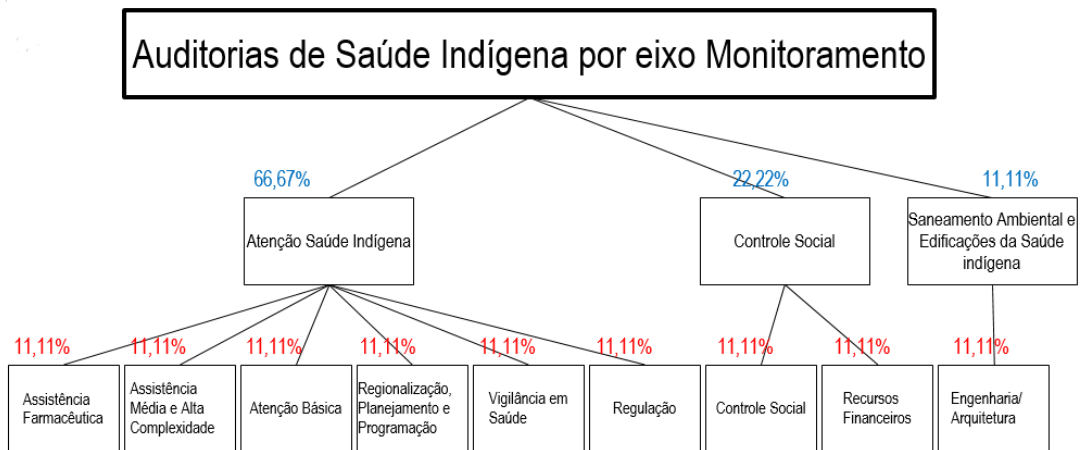 Auditorias de Saúde Indígena por eixo Monitoramento
66,67%
22,22%
11,11%
Atenção Saúde Indígena
Controle Social
Saneamento Ambiental e
Edificações da Saúde
indígena
11,11%
11,11%
11,11%
11,11%
11,11%
11,11%
11,11%
11,11%
11,11%
Assistência
Farmacêutica
Assistência
Média e Alta
Complexidade
Atenção Básica
Regionalização,
Planejamento e
Programação
Vigilância em
Saúde
Regulação
Controle Social
Recursos
Financeiros
Engenharia/
Arquitetura